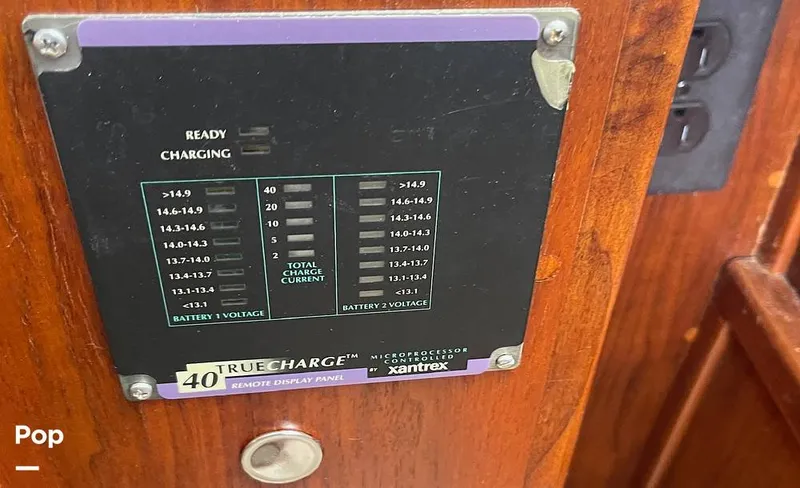 READY
CHARGING
>14.9
14.6-14.9
14.3-14.6
14.0-14.3
13.7-14.0
13.4-13.7
13.1-13.4
<13.1
BATTERY 1 VOLTAGE
40
20
10
5
2
TOTAL
CHARGE
CURRENT
>14.9
14.6-14.9
14.3-14.6
14.0-14.3
13.7-14.0
13.4-13.7
13.1-13.4
<13.1
BATTERY 2 VOLTAGE
40 TRUECHARGE™
REMOTE DISPLAY PANEL
MICROPROCESSOR
CONTROLLED
BY xantrex
Pop